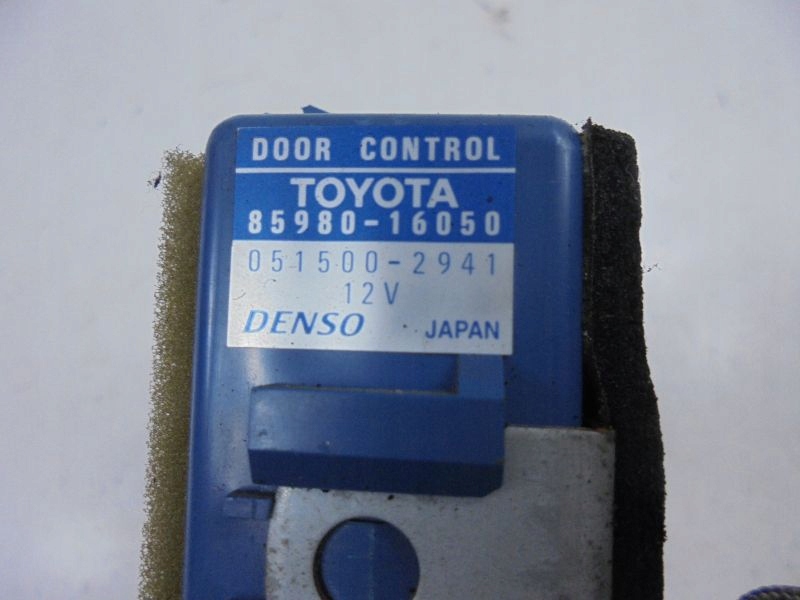 DOOR CONTROL
TOYOTA
85980-16050
051500-2941
12V
DENSO JAPAN